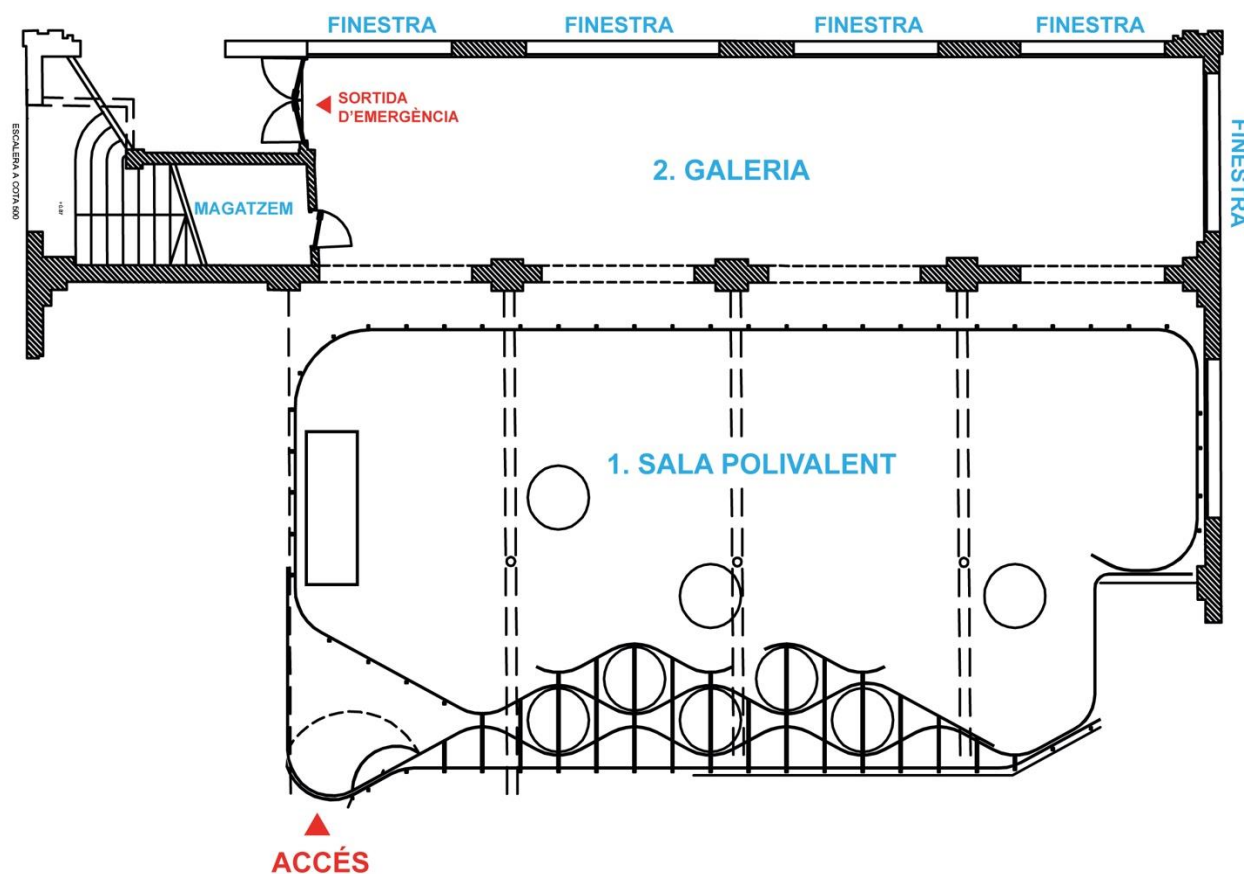 FINESTRA
FINESTRA
FINESTRA
FINESTRA
SORTIDA
D'EMERGÈNCIA
FINESTRA
ESCALERA A COTA 500
2. GALERIA
MAGATZEM
1. SALA POLIVALENT
ACCÉS